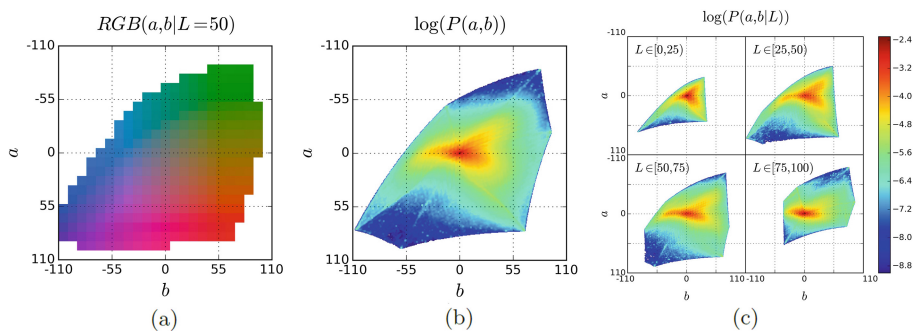 RGB(a,b|L=50)
-110
-55
0
55
110
a
-110
-55
0
55
110
b
(a)
log(P(a,b))
-110
-55
0
55
110
a
-110
-55
0
55
110
b
(b)
log(P(a,b|L))
L∈[0,25)
L∈[25,50)
-110
0
a
110
L∈[50,75)
L∈[75,100)
-110
0
a
110
-110
0
110
-110
0
110
b
b
-2.4
-3.2
-4.0
-4.8
-5.6
-6.4
-7.2
-8.0
-8.8
(c)